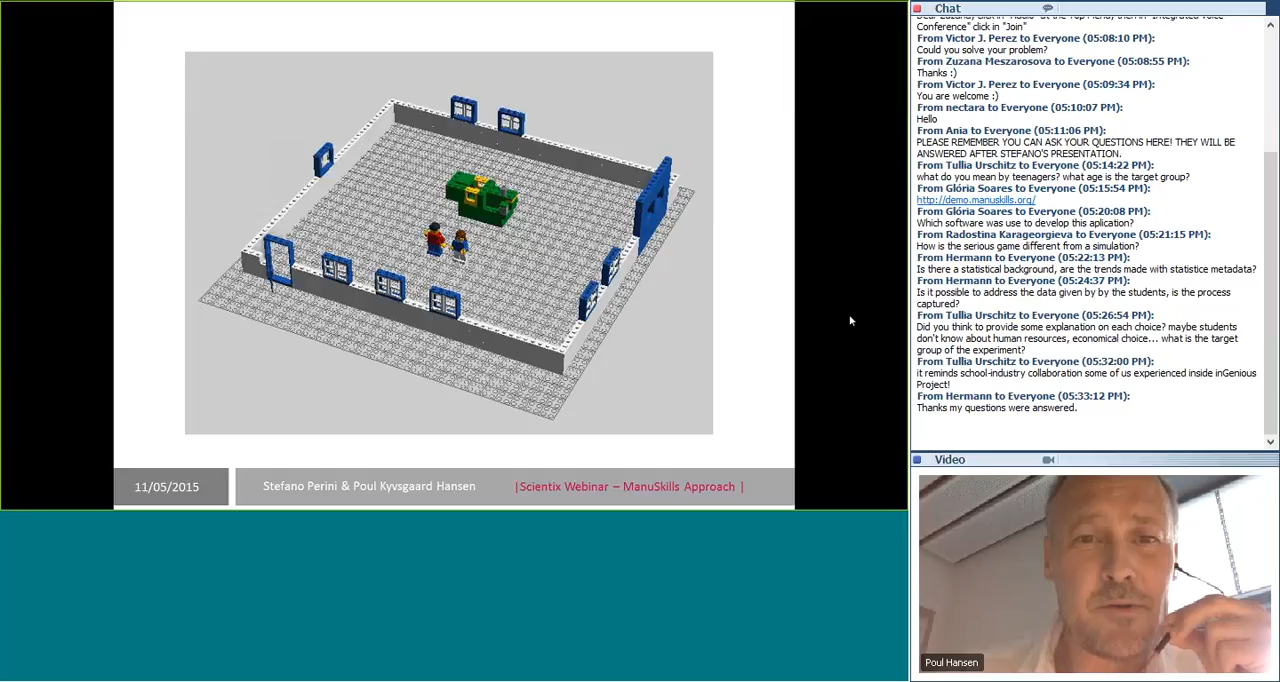 11/05/2015
Stefano Perini & Poul Kyvsgaard Hansen
|Scientix Webinar – ManuSkills Approach |
Chat
Conference" click in "Join"
From Victor J. Perez to Everyone (05:08:10 PM):
Could you solve your problem?
From Zuzana Meszarosova to Everyone (05:08:55 PM):
Thanks :)
From Victor J. Perez to Everyone (05:09:34 PM):
You are welcome :)
From nectara to Everyone (05:10:07 PM):
Hello
From Ania to Everyone (05:11:06 PM):
PLEASE REMEMBER YOU CAN ASK YOUR QUESTIONS HERE! THEY WILL BE
ANSWERED AFTER STEFANO'S PRESENTATION.
From Tullia Urschitz to Everyone (05:14:22 PM):
what do you mean by teenagers? what age is the target group?
From Glória Soares to Everyone (05:15:54 PM):
http://demo.manuskills.org/
From Glória Soares to Everyone (05:20:08 PM):
Which software was use to develop this aplication?
From Radostina Karageorgieva to Everyone (05:21:15 PM):
How is the serious game different from a simulation?
From Hermann to Everyone (05:22:13 PM):
Is there a statistical background, are the trends made with statistice metadata?
From Hermann to Everyone (05:24:37 PM):
Is it possible to address the data given by by the students, is the process
captured?
From Tullia Urschitz to Everyone (05:26:54 PM):
Did you think to provide some explanation on each choice? maybe students
don't know about human resources, economical choice... what is the target
group of the experiment?
From Tullia Urschitz to Everyone (05:32:00 PM):
it reminds school-industry collaboration some of us experienced inside inGenious
Project!
From Hermann to Everyone (05:33:12 PM):
Thanks my questions were answered.
Video
Poul Hansen